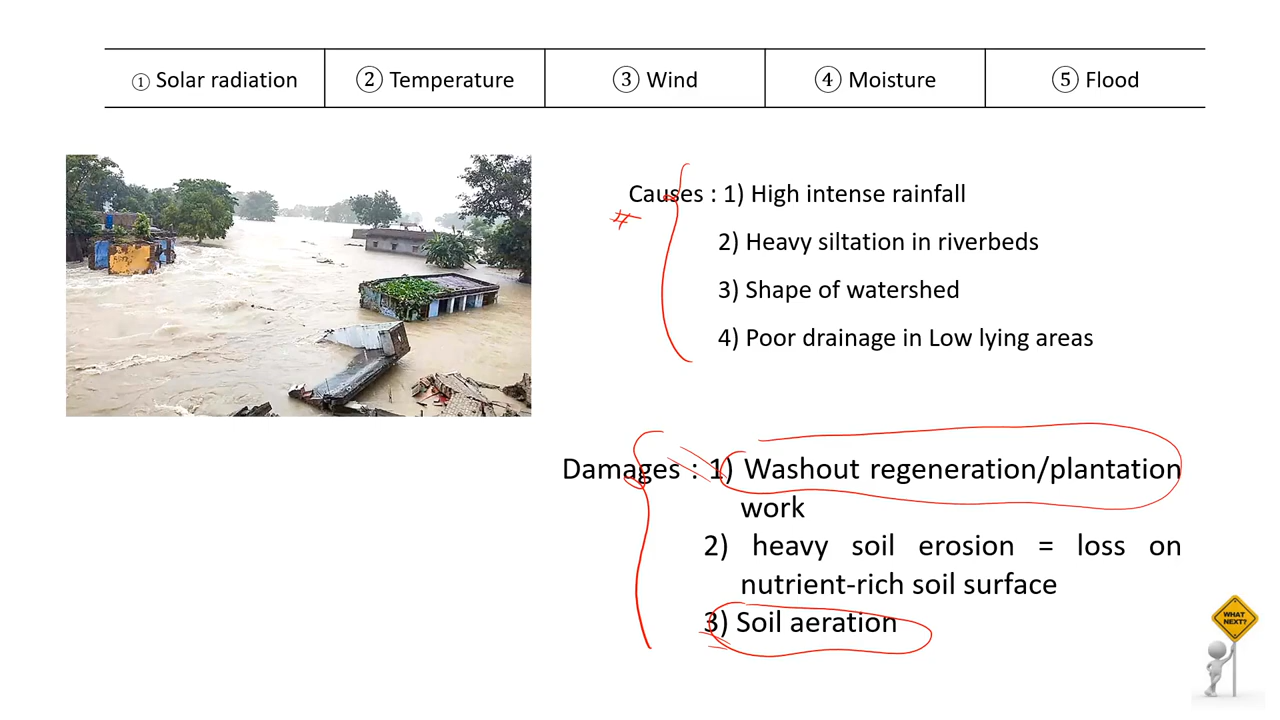 ① Solar radiation
② Temperature
③ Wind
④ Moisture
⑤ Flood
Causes : 1) High intense rainfall
2) Heavy siltation in riverbeds
3) Shape of watershed
4) Poor drainage in Low lying areas
#
Damages : 1) Washout regeneration/plantation
work
2) heavy soil erosion = loss on
nutrient-rich soil surface
3) Soil aeration
WHAT
NEXT?